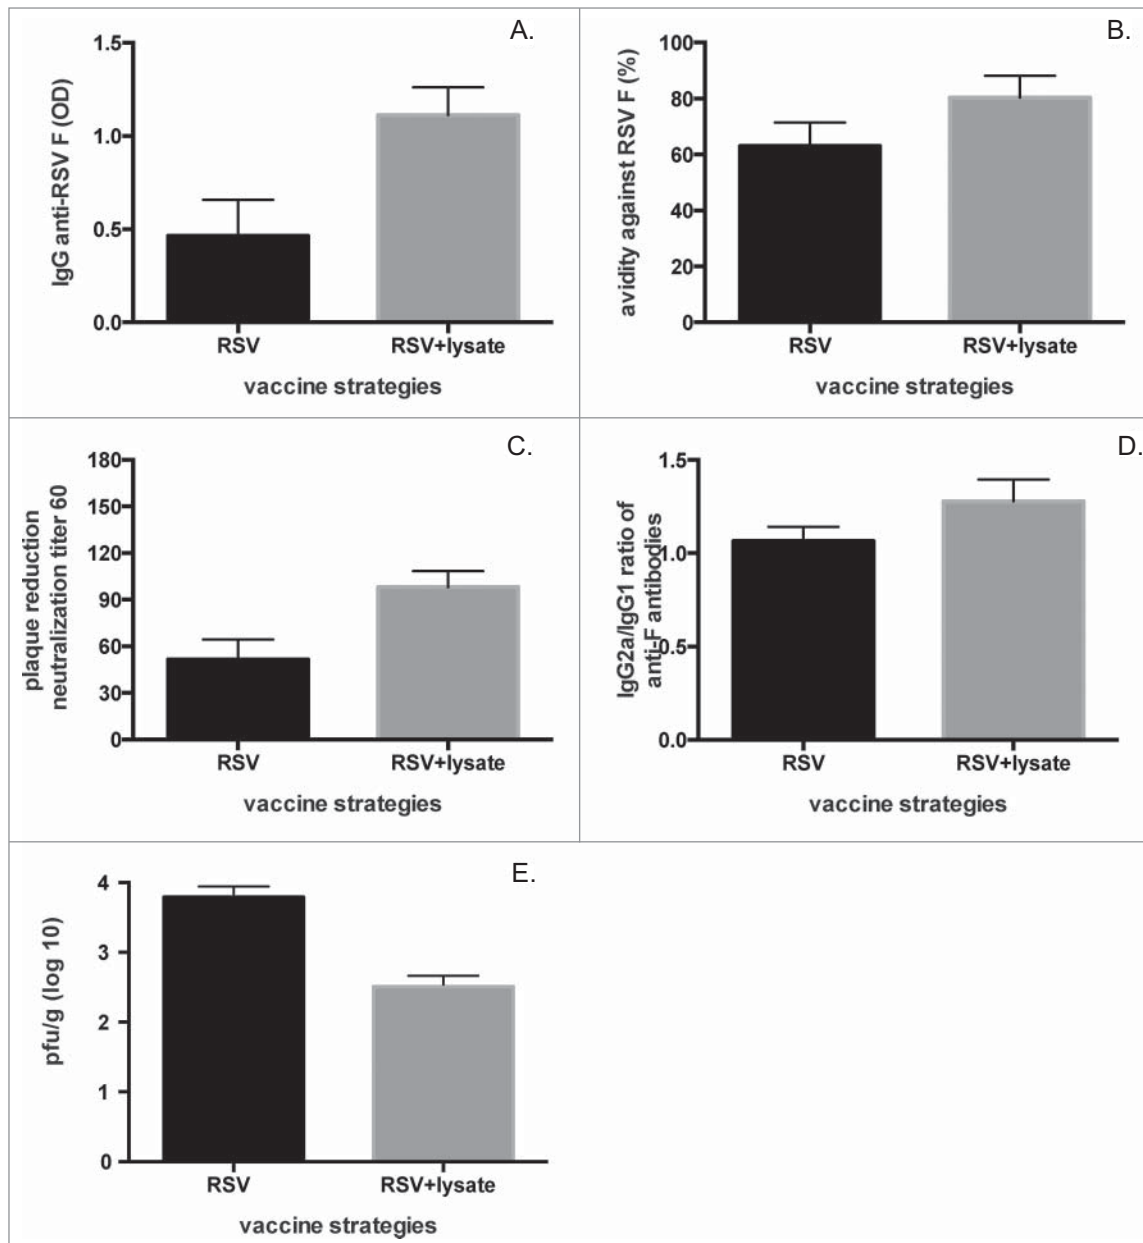 A.
IgG anti-RSV F (OD)
1.5
1.0
0.5
0.0
RSV
RSV+lysate
vaccine strategies
B.
avidity against RSV F (%)
100
80
60
40
20
0
RSV
RSV+lysate
vaccine strategies
C.
plaque reduction
neutralization titer 60
180
150
120
90
60
30
0
RSV
RSV+lysate
vaccine strategies
D.
IgG2a/IgG1 ratio of
anti-F antibodies
1.5
1.0
0.5
0.0
RSV
RSV+lysate
vaccine strategies
E.
pfu/g (log 10)
4
3
2
1
0
RSV
RSV+lysate
vaccine strategies